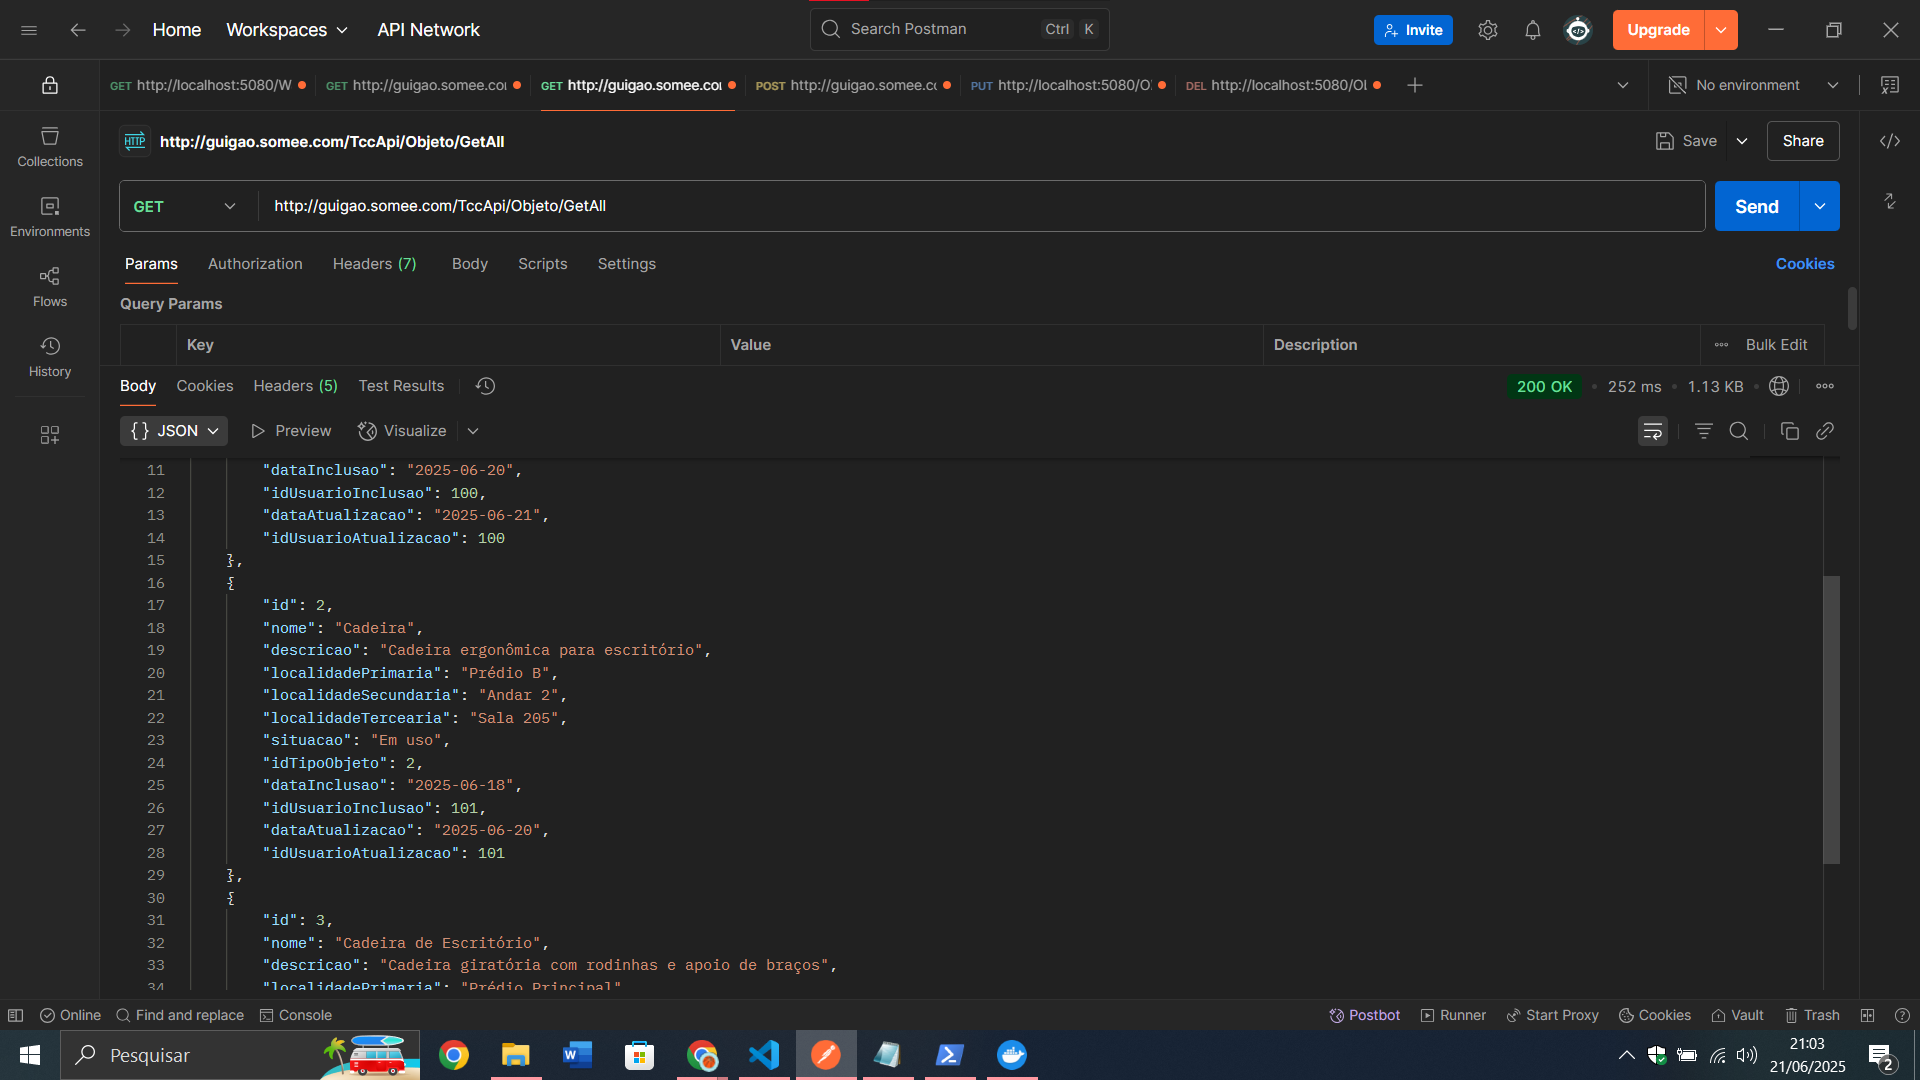 Home Workspaces API Network Search Postman Ctrl K Invite Upgrade
GET http://localhost:5080/W GET http://guigao.somee.co GET http://guigao.somee.co POST http://guigao.somee.c PUT http://localhost:5080/O DEL http://localhost:5080/Ol No environment
HTTP http://guigao.somee.com/TccApi/Objeto/GetAll Save Share
GET http://guigao.somee.com/TccApi/Objeto/GetAll Send
Collections
Environments
Flows
History
Params Authorization Headers (7) Body Scripts Settings Cookies
Query Params
Key Value Description Bulk Edit
Body Cookies Headers (5) Test Results 200 OK 252 ms 1.13 KB
{} JSON Preview Visualize
11 "dataInclusao": "2025-06-20",
12 "idUsuarioInclusao": 100,
13 "dataAtualizacao": "2025-06-21",
14 "idUsuarioAtualizacao": 100
15 },
16 {
17 "id": 2,
18 "nome": "Cadeira",
19 "descricao": "Cadeira ergonômica para escritório",
20 "localidadePrimaria": "Prédio B",
21 "localidadeSecundaria": "Andar 2",
22 "localidadeTercearia": "Sala 205",
23 "situacao": "Em uso",
24 "idTipoObjeto": 2,
25 "dataInclusao": "2025-06-18",
26 "idUsuarioInclusao": 101,
27 "dataAtualizacao": "2025-06-20",
28 "idUsuarioAtualizacao": 101
29 },
30 {
31 "id": 3,
32 "nome": "Cadeira de Escritório",
33 "descricao": "Cadeira giratória com rodinhas e apoio de braços",
34 "localidadePrimaria": "Prédio Principal"
Online Find and replace Console Postbot Runner Start Proxy Cookies Vault Trash
Pesquisar
21:03
21/06/2025
2